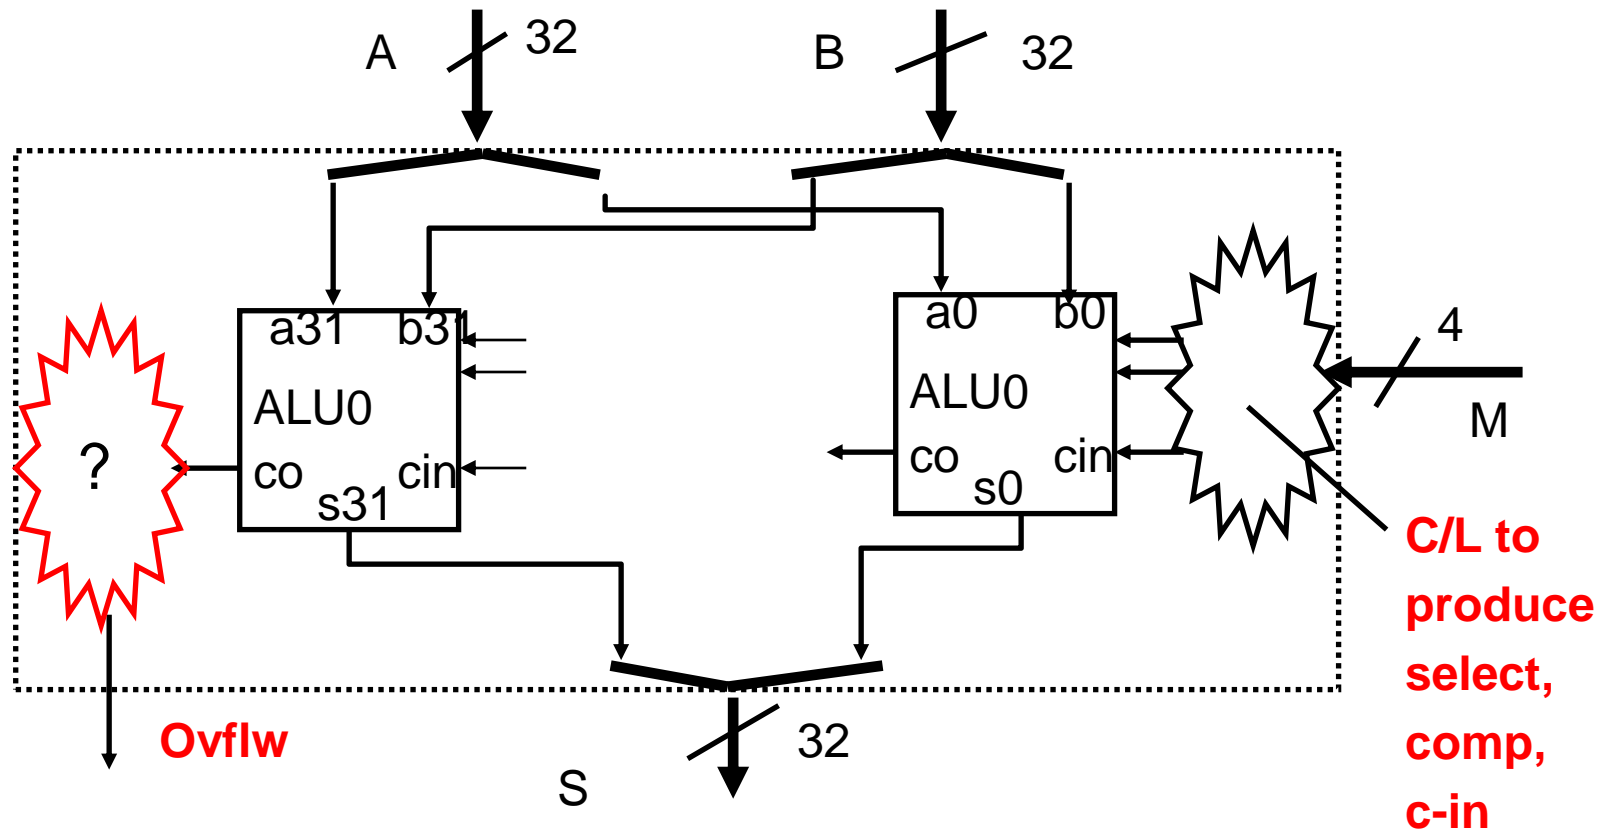 A
32
B
32
a31
b31
ALU0
co
cin
s31
?
a0
b0
ALU0
co
cin
s0
4
M
C/L to
produce
select,
comp,
c-in
Ovflw
S
32